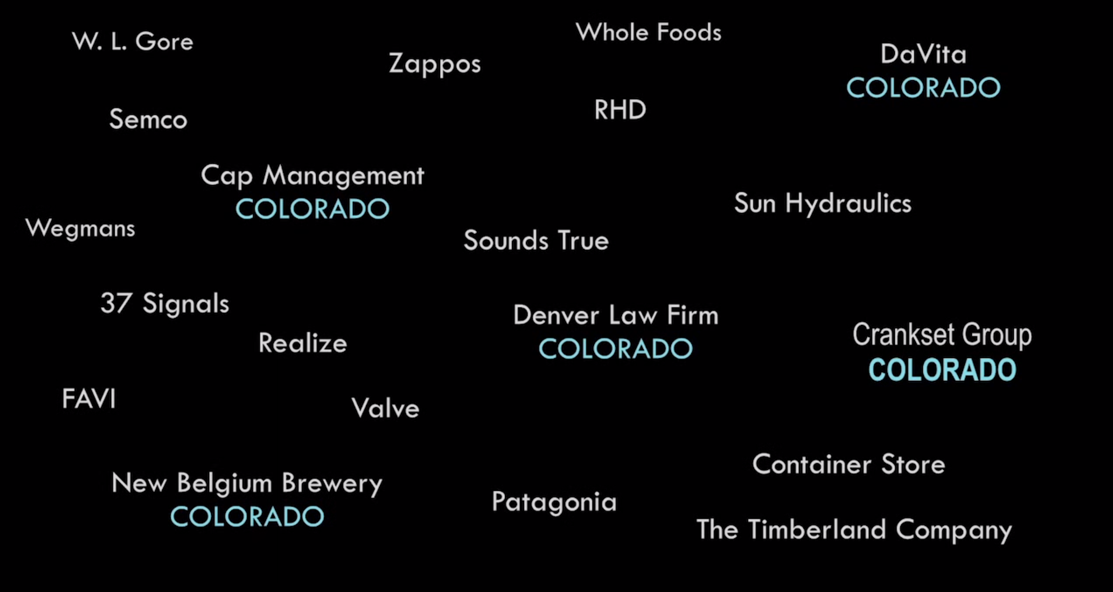 W. L. Gore
Whole Foods
Zappos
DaVita
COLORADO
RHD
Semco
Cap Management
COLORADO
Sun Hydraulics
Wegmans
Sounds True
37 Signals
Denver Law Firm
COLORADO
Realize
Crankset Group
COLORADO
FAVI
Valve
Container Store
New Belgium Brewery
COLORADO
Patagonia
The Timberland Company